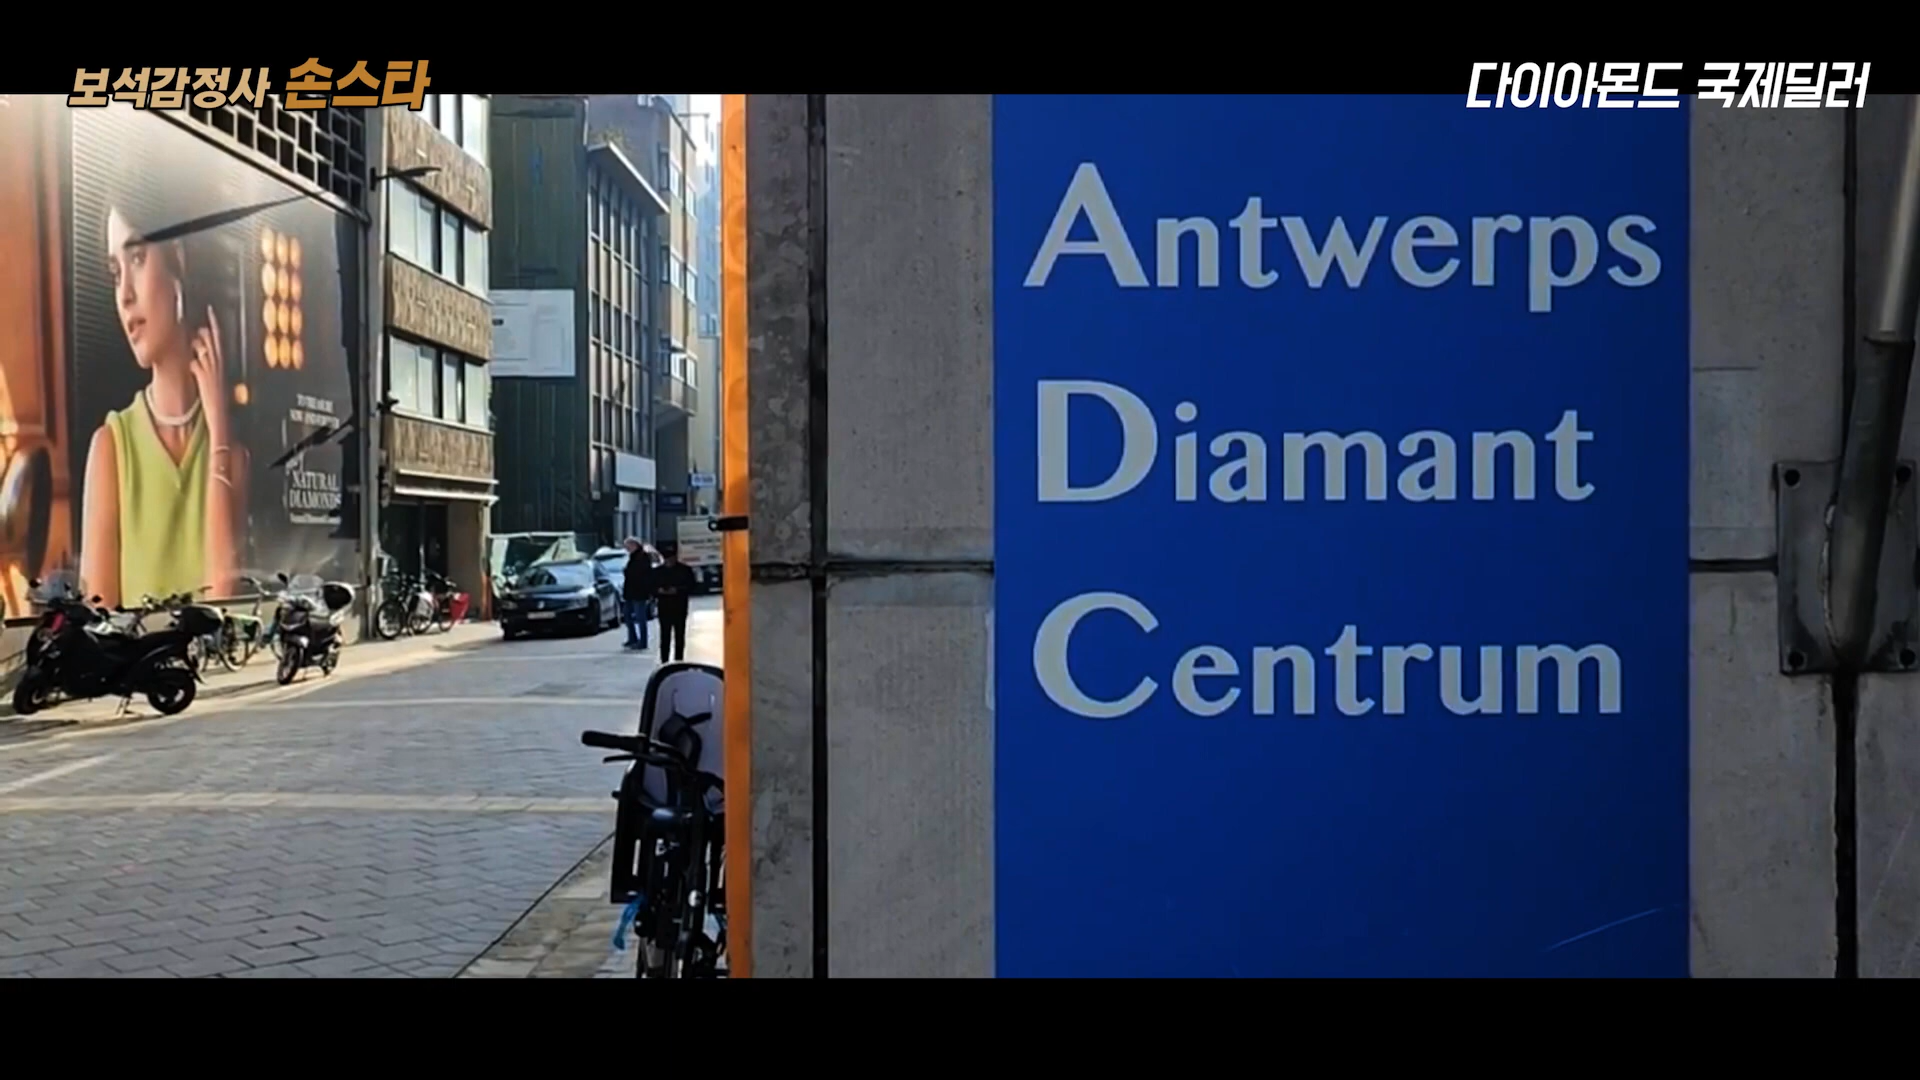 보석감정사 손스타
다이아몬드 국제딜러
Antwerps
Diamant
Centrum
NATURAL
DIAMONDS